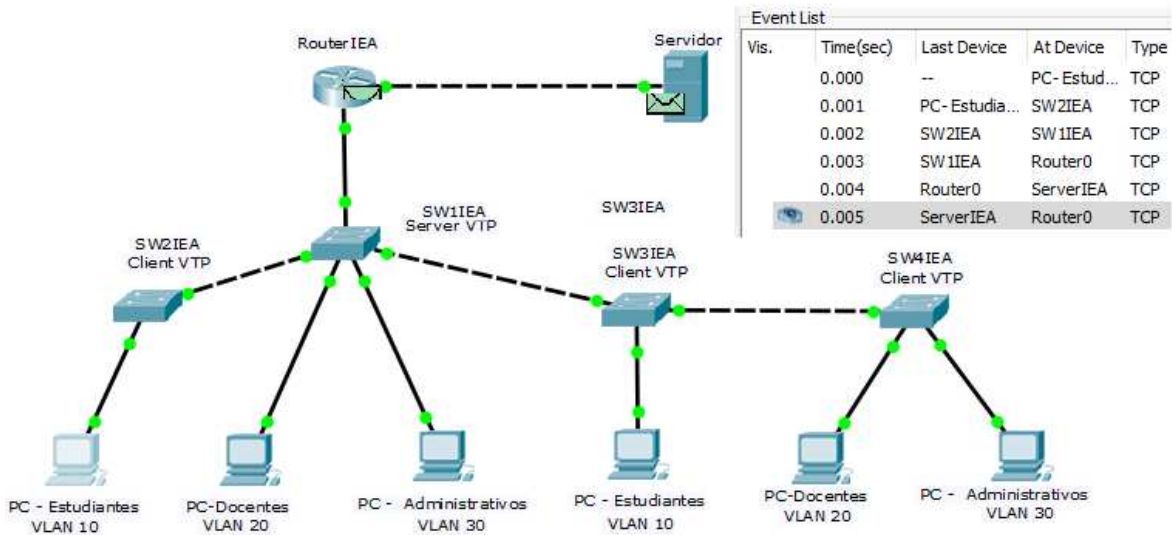 RouterIEA
Servidor
Event List
Vis. Time(sec) Last Device At Device Type
0.000 -- PC- Estud... TCP
0.001 PC- Estudia... SW2IEA TCP
0.002 SW2IEA SW1IEA TCP
0.003 SW1IEA Router0 TCP
0.004 Router0 ServerIEA TCP
0.005 ServerIEA Router0 TCP
SW1IEA
Server VTP
SW3IEA
SW2IEA
Client VTP
SW3IEA
Client VTP
SW4IEA
Client VTP
PC - Estudiantes
VLAN 10
PC-Docentes
VLAN 20
PC - Administrativos
VLAN 30
PC - Estudiantes
VLAN 10
PC-Docentes
VLAN 20
PC - Administrativos
VLAN 30